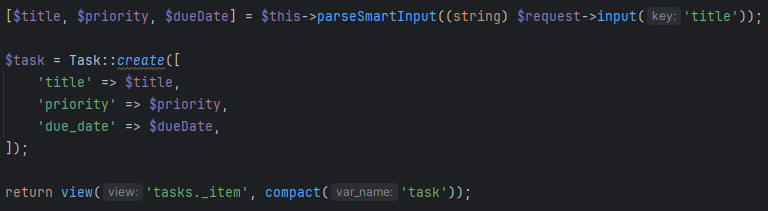 [$title, $priority, $dueDate] = $this->parseSmartInput((string) $request->input( key: 'title'));
$task = Task::create([
'title' => $title,
'priority' => $priority,
'due_date' => $dueDate,
]);
return view( view: 'tasks._item', compact( var_name: 'task'));